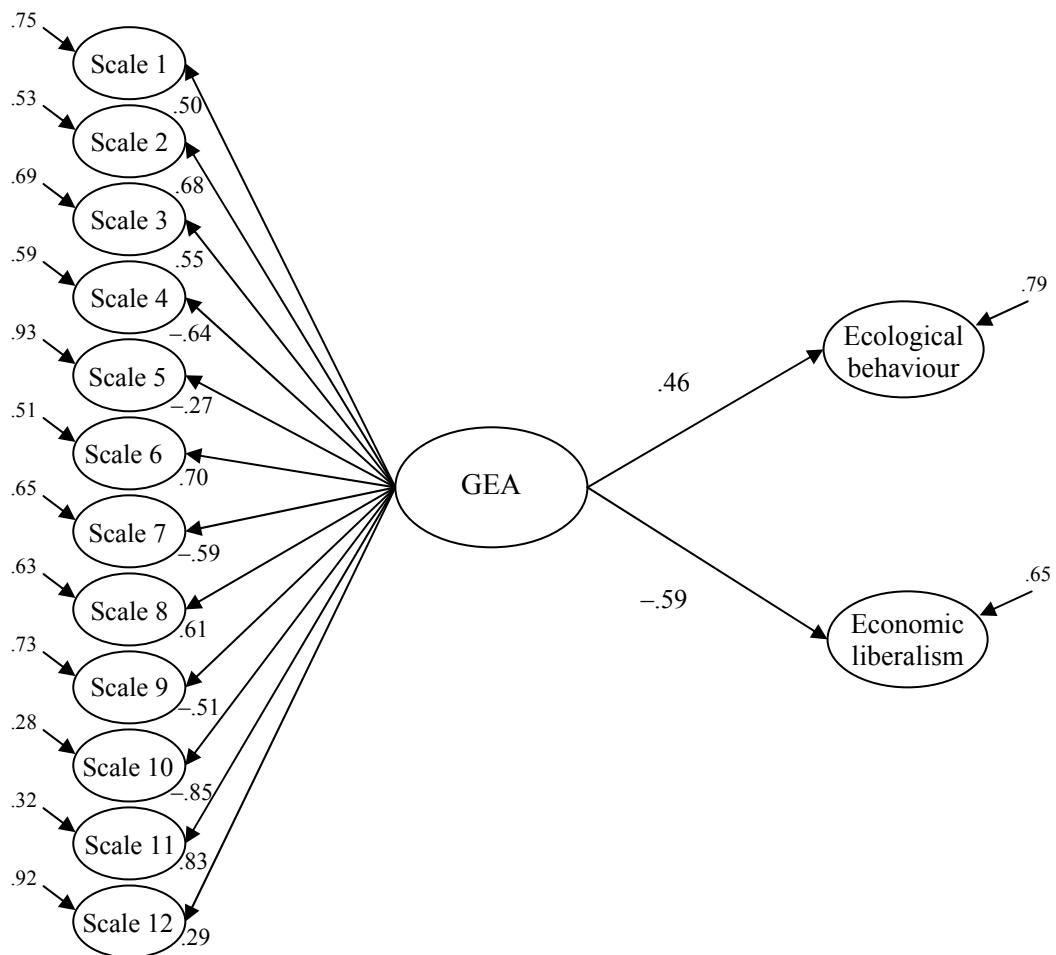 .75
Scale 1
.50
.53
Scale 2
.68
.69
Scale 3
.55
.59
Scale 4
–.64
.93
Scale 5
–.27
.51
Scale 6
.70
.65
Scale 7
–.59
.63
Scale 8
.61
.73
Scale 9
–.51
.28
Scale 10
–.85
.32
Scale 11
.83
.92
Scale 12
.29
GEA
.46
–.59
.79
Ecological
behaviour
.65
Economic
liberalism